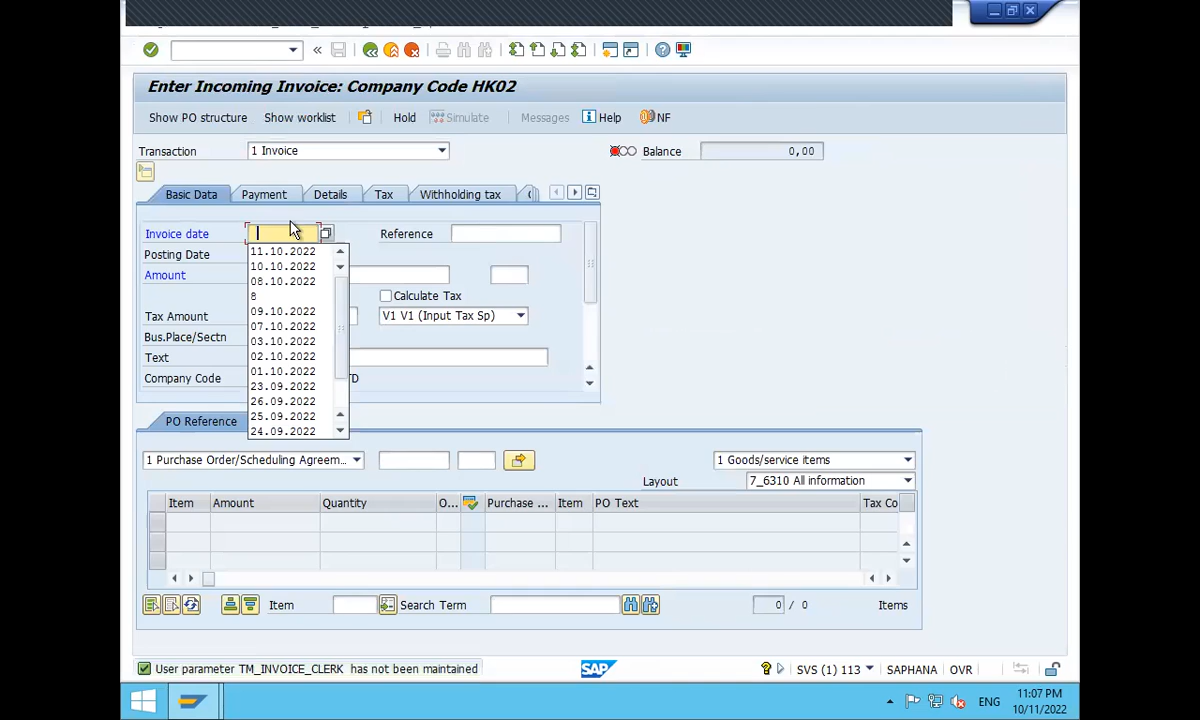 Enter Incoming Invoice: Company Code HK02
Show PO structure Show worklist Hold Simulate Messages Help NF
Transaction 1 Invoice Balance 0,00
Basic Data Payment Details Tax Withholding tax
Invoice date Reference
11.10.2022
Posting Date
10.10.2022
Amount
08.10.2022
8 Calculate Tax
09.10.2022
Tax Amount V1 V1 (Input Tax Sp)
07.10.2022
Bus.Place/Sectn
03.10.2022
Text 02.10.2022
01.10.2022
Company Code
23.09.2022
26.09.2022
25.09.2022
PO Reference
24.09.2022
1 Purchase Order/Scheduling Agreem... 1 Goods/service items
Layout 7_6310 All information
Item Amount Quantity O... Purchase ... Item PO Text Tax Co
Item Search Term 0 / 0 Items
User parameter TM_INVOICE_CLERK has not been maintained SAP SVS (1) 113 SAPHANA OVR
ENG 11:07 PM
10/11/2022